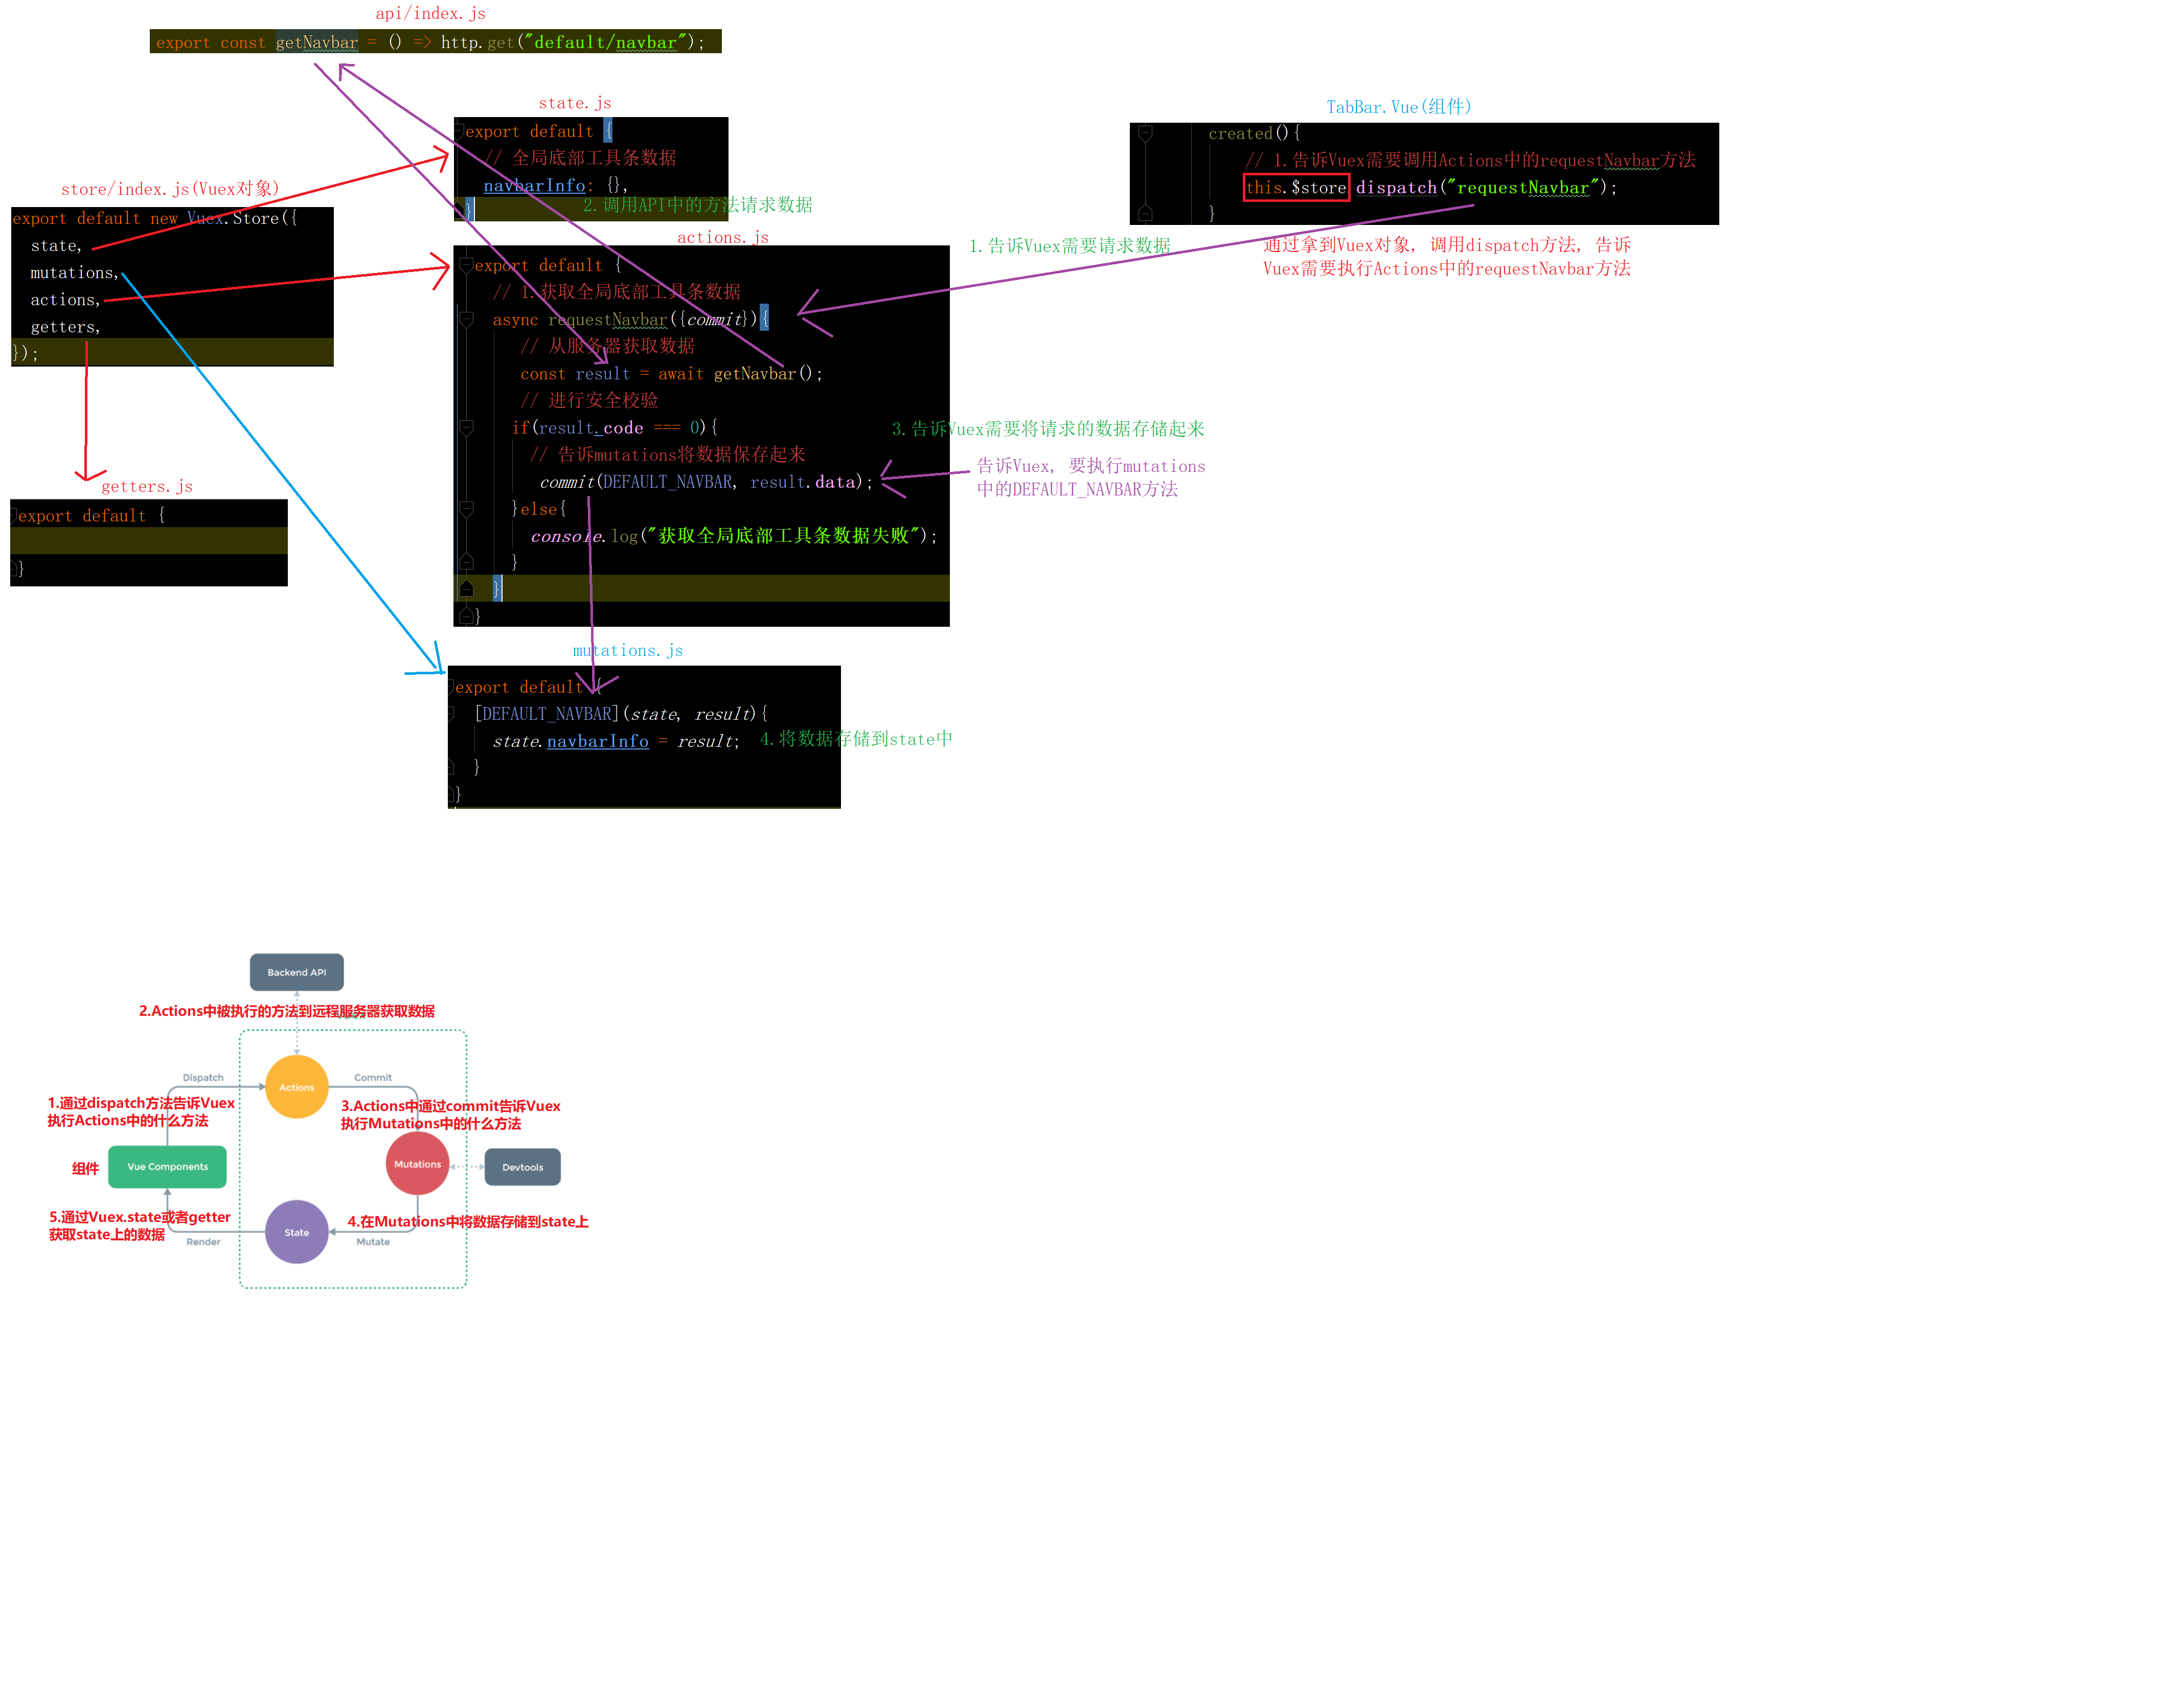 api/index.js
export const getNavbar = () => http.get("default/navbar");
state.js
export default {
// 全局底部工具条数据
navbarInfo: {},
}
2.调用API中的方法请求数据
TabBar.Vue(组件)
created(){
// 1.告诉Vuex需要调用Actions中的requestNavbar方法
this.$store.dispatch("requestNavbar");
}
通过拿到Vuex对象, 调用dispatch方法, 告诉
Vuex需要执行Actions中的requestNavbar方法
1.告诉Vuex需要请求数据
store/index.js(Vuex对象)
export default new Vuex.Store({
state,
mutations,
actions,
getters,
});
actions.js
export default {
// 1.获取全局底部工具条数据
async requestNavbar({commit}){
// 从服务器获取数据
const result = await getNavbar();
// 进行安全校验
if(result.code === 0){
// 告诉mutations将数据保存起来
commit(DEFAULT_NAVBAR, result.data);
}else{
console.log("获取全局底部工具条数据失败");
}
}
}
3.告诉Vuex需要将请求的数据存储起来
告诉Vuex, 要执行mutations
中的DEFAULT_NAVBAR方法
getters.js
export default {
}
mutations.js
export default {
[DEFAULT_NAVBAR](state, result){
state.navbarInfo = result;
}
}
4.将数据存储到state中
Backend API
2.Actions中被执行的方法到远程服务器获取数据
Dispatch
Actions
Commit
1.通过dispatch方法告诉Vuex
执行Actions中的什么方法
3.Actions中通过commit告诉Vuex
执行Mutations中的什么方法
组件
Vue Components
Mutations
Devtools
5.通过Vuex.state或者getter
获取state上的数据
Render
State
4.在Mutations中将数据存储到state上
Mutate